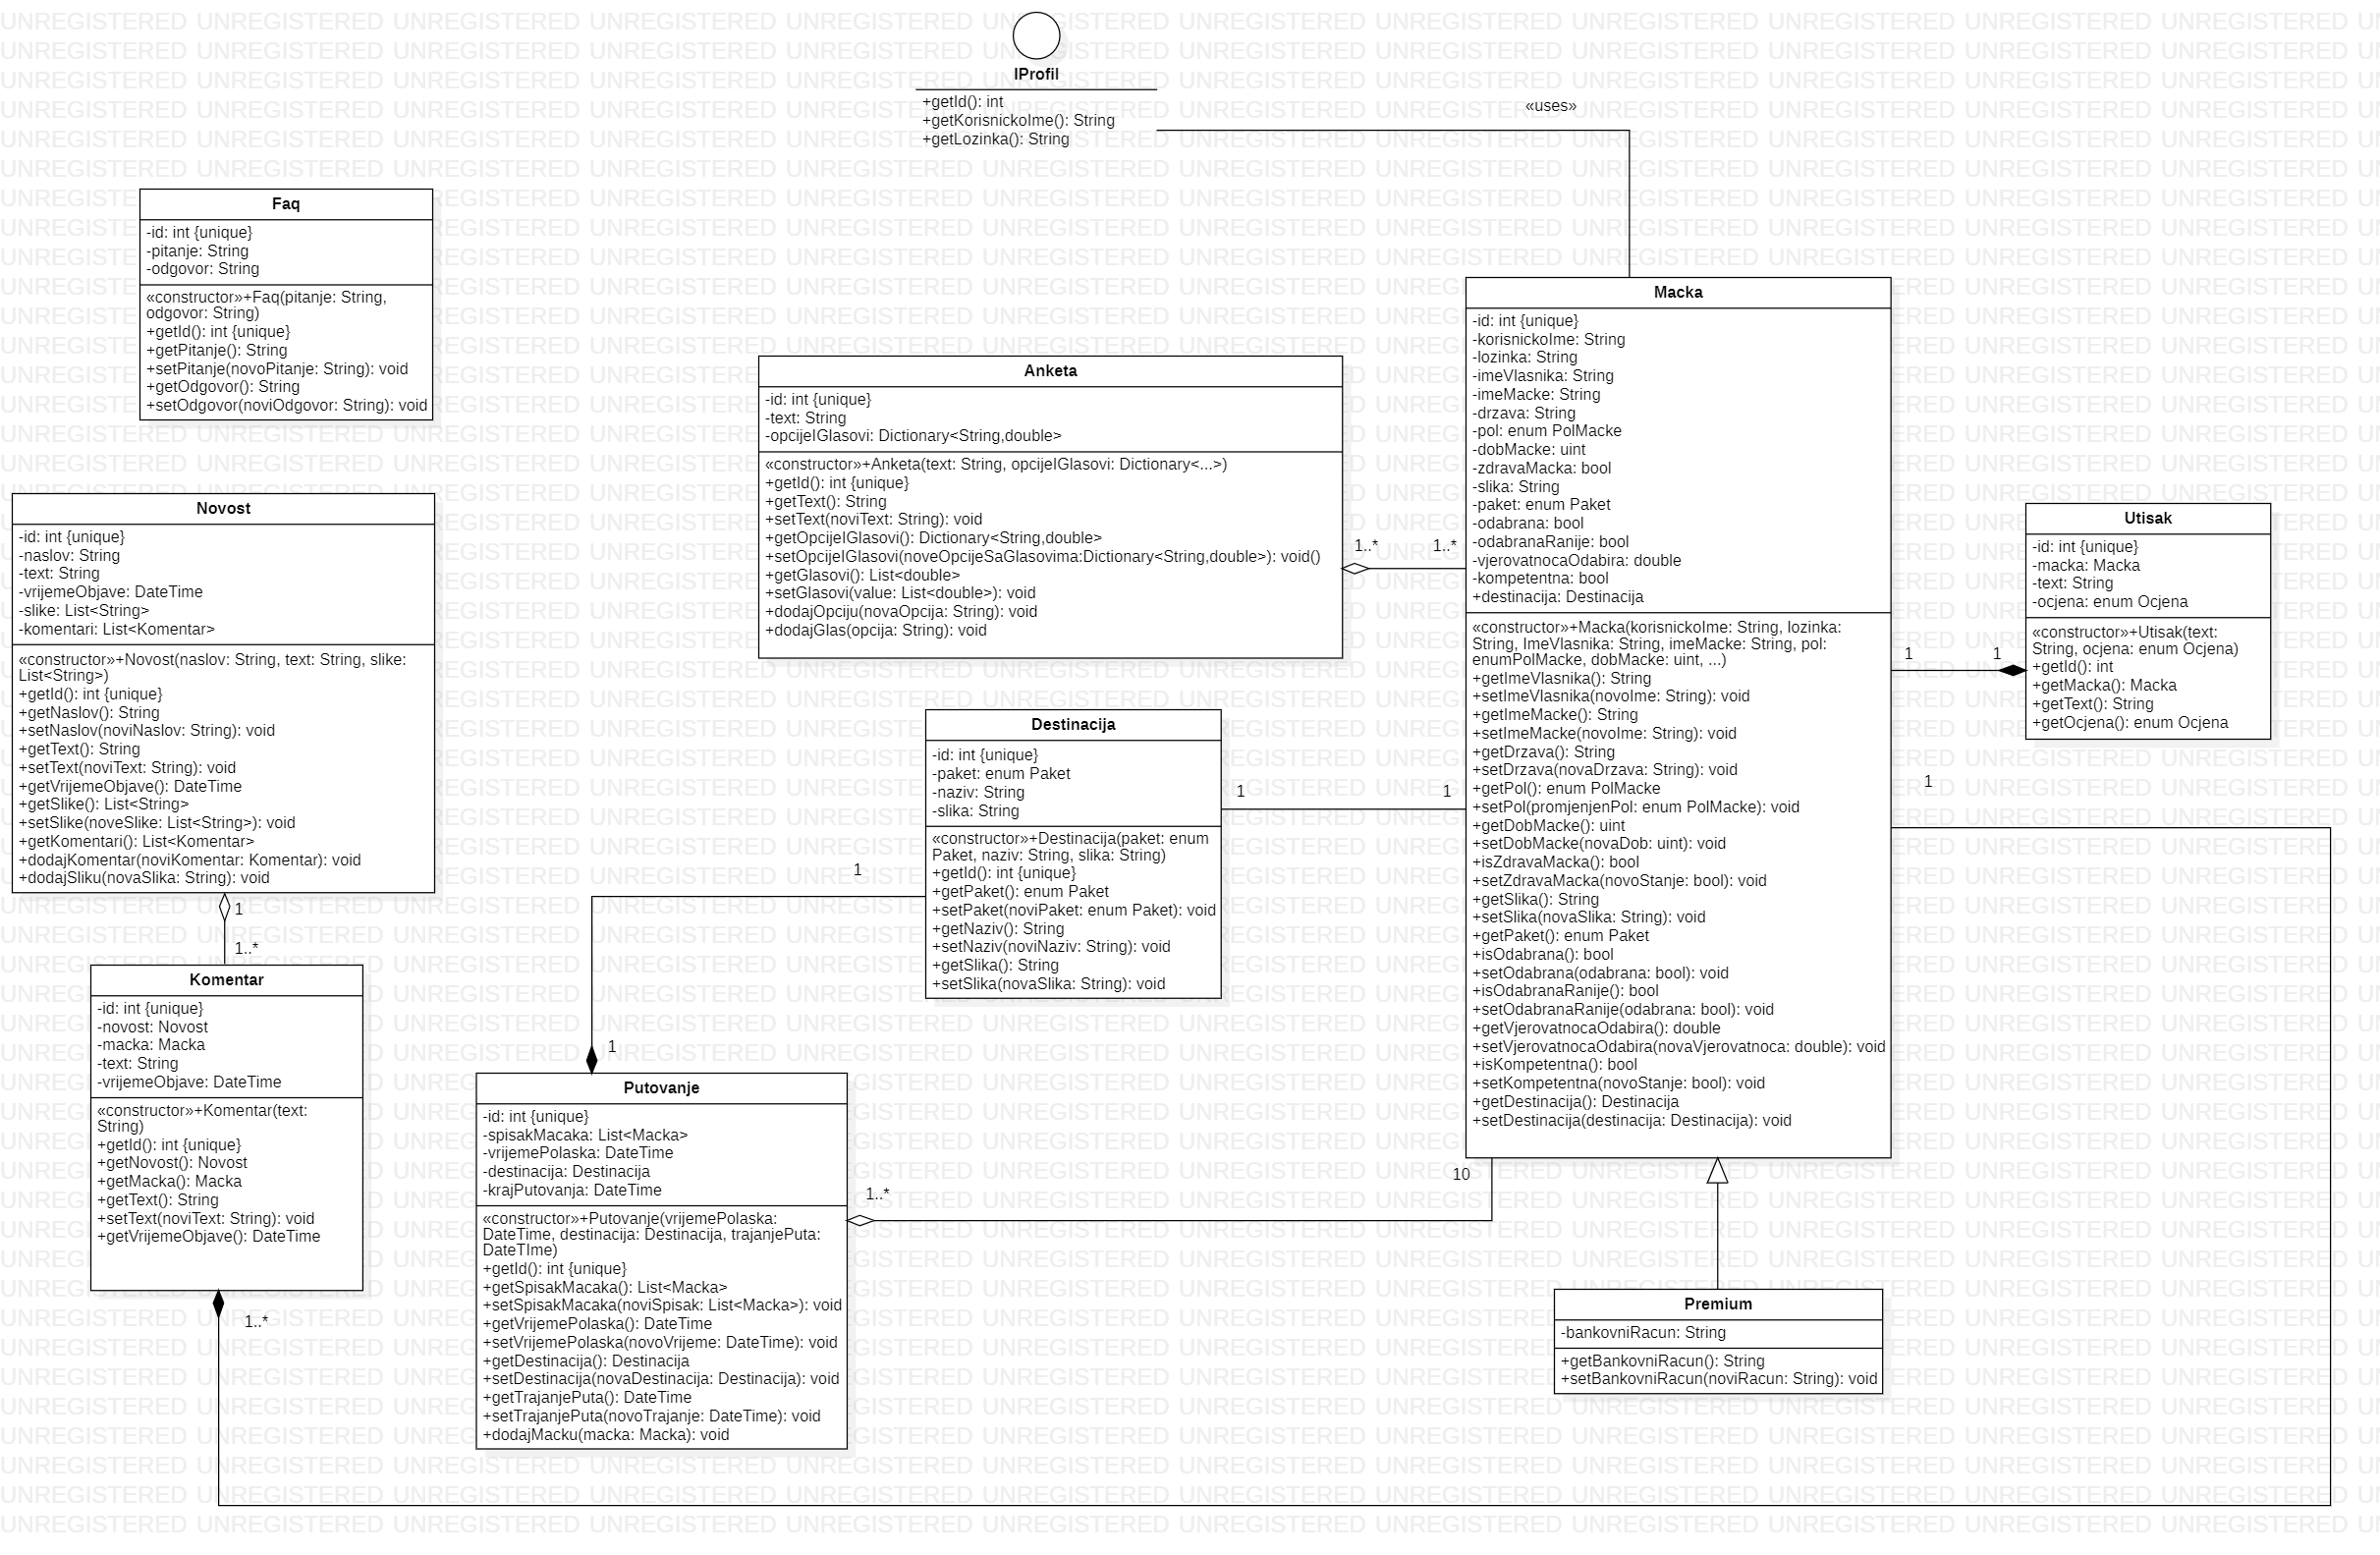 IProfil
+getId(): int
+getKorisnickoIme(): String
+getLozinka(): String
«uses»
Faq
-id: int {unique}
-pitanje: String
-odgovor: String
«constructor»+Faq(pitanje: String,
odgovor: String)
+getId(): int {unique}
+getPitanje(): String
+setPitanje(novoPitanje: String): void
+getOdgovor(): String
+setOdgovor(noviOdgovor: String): void
Anketa
-id: int {unique}
-text: String
-opcijeIGlasovi: Dictionary<String,double>
«constructor»+Anketa(text: String, opcijeIGlasovi: Dictionary<...>)
+getId(): int {unique}
+getText(): String
+setText(noviText: String): void
+getOpcijeIGlasovi(): Dictionary<String,double>
+setOpcijeIGlasovi(noveOpcijeSaGlasovima:Dictionary<String,double>): void()
+getGlasovi(): List<double>
+setGlasovi(value: List<double>): void
+dodajOpciju(novaOpcija: String): void
+dodajGlas(opcija: String): void
1..*
1..*
Macka
-id: int {unique}
-korisnickoIme: String
-lozinka: String
-imeVlasnika: String
-imeMacke: String
-drzava: String
-pol: enum PolMacke
-dobMacke: uint
-zdravaMacka: bool
-slika: String
-paket: enum Paket
-odabrana: bool
-odabranaRanije: bool
-vjerovatnocaOdabira: double
-kompetentna: bool
+destinacija: Destinacija
«constructor»+Macka(korisnickoIme: String, lozinka:
String, ImeVlasnika: String, imeMacke: String, pol:
enumPolMacke, dobMacke: uint, ...)
+getImeVlasnika(): String
+setImeVlasnika(novoIme: String): void
+getImeMacke(): String
+setImeMacke(novoIme: String): void
+getDrzava(): String
+setDrzava(novaDrzava: String): void
+getPol(): enum PolMacke
+setPol(promjenjenPol: enum PolMacke): void
+getDobMacke(): uint
+setDobMacke(novaDob: uint): void
+isZdravaMacka(): bool
+setZdravaMacka(novoStanje: bool): void
+getSlika(): String
+setSlika(novaSlika: String): void
+getPaket(): enum Paket
+isOdabrana(): bool
+setOdabrana(odabrana: bool): void
+isOdabranaRanije(): bool
+setOdabranaRanije(odabrana: bool): void
+getVjerovatnocaOdabira(): double
+setVjerovatnocaOdabira(novaVjerovatnoca: double): void
+isKompetentna(): bool
+setKompetentna(novoStanje: bool): void
+getDestinacija(): Destinacija
+setDestinacija(destinacija: Destinacija): void
1
1
1
Utisak
-id: int {unique}
-macka: Macka
-text: String
-ocjena: enum Ocjena
«constructor»+Utisak(text:
String, ocjena: enum Ocjena)
+getId(): int
+getMacka(): Macka
+getText(): String
+getOcjena(): enum Ocjena
Novost
-id: int {unique}
-naslov: String
-text: String
-vrijemeObjave: DateTime
-slike: List<String>
-komentari: List<Komentar>
«constructor»+Novost(naslov: String, text: String, slike:
List<String>)
+getId(): int {unique}
+getNaslov(): String
+setNaslov(noviNaslov: String): void
+getText(): String
+setText(noviText: String): void
+getVrijemeObjave(): DateTime
+getSlike(): List<String>
+setSlike(noveSlike: List<String>): void
+getKomentari(): List<Komentar>
+dodajKomentar(noviKomentar: Komentar): void
+dodajSliku(novaSlika: String): void
1
1..*
Destinacija
-id: int {unique}
-paket: enum Paket
-naziv: String
-slika: String
«constructor»+Destinacija(paket: enum
Paket, naziv: String, slika: String)
+getId(): int {unique}
+getPaket(): enum Paket
+setPaket(noviPaket: enum Paket): void
+getNaziv(): String
+setNaziv(noviNaziv: String): void
+getSlika(): String
+setSlika(novaSlika: String): void
1
1
1
1
Komentar
-id: int {unique}
-novost: Novost
-macka: Macka
-text: String
-vrijemeObjave: DateTime
«constructor»+Komentar(text:
String)
+getId(): int {unique}
+getNovost(): Novost
+getMacka(): Macka
+getText(): String
+setText(noviText: String): void
+getVrijemeObjave(): DateTime
1..*
Putovanje
-id: int {unique}
-spisakMacaka: List<Macka>
-vrijemePolaska: DateTime
-destinacija: Destinacija
-krajPutovanja: DateTime
«constructor»+Putovanje(vrijemePolaska:
DateTime, destinacija: Destinacija, trajanjePuta:
DateTIme)
+getId(): int {unique}
+getSpisakMacaka(): List<Macka>
+setSpisakMacaka(noviSpisak: List<Macka>): void
+getVrijemePolaska(): DateTime
+setVrijemePolaska(novoVrijeme: DateTime): void
+getDestinacija(): Destinacija
+setDestinacija(novaDestinacija: Destinacija): void
+getTrajanjePuta(): DateTime
+setTrajanjePuta(novoTrajanje: DateTime): void
+dodajMacku(macka: Macka): void
1..*
10
Premium
-bankovniRacun: String
+getBankovniRacun(): String
+setBankovniRacun(noviRacun: String): void